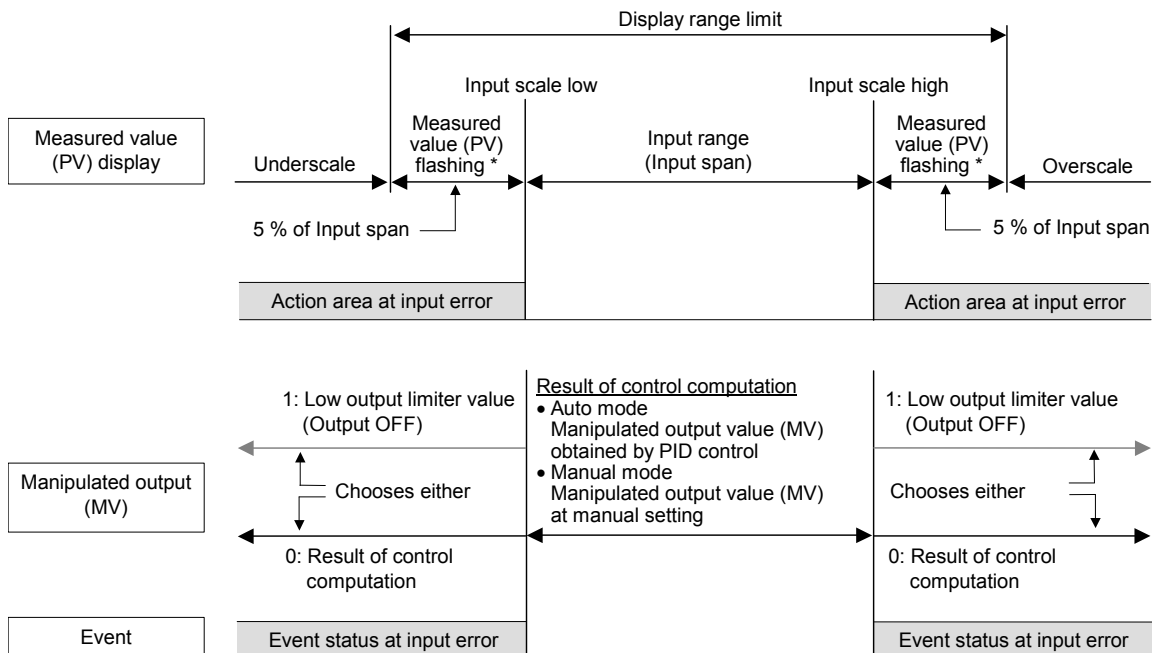 Display range limit
Input scale low
Input scale high
Measured value
(PV) display
Underscale
Measured
value (PV)
flashing *
Input range
(Input span)
Measured
value (PV)
flashing *
Overscale
5 % of Input span
5 % of Input span
Action area at input error
Action area at input error
Manipulated output
(MV)
1: Low output limiter value
(Output OFF)
Chooses either
0: Result of control
computation
Result of control computation
• Auto mode
Manipulated output value (MV)
obtained by PID control
• Manual mode
Manipulated output value (MV)
at manual setting
1: Low output limiter value
(Output OFF)
Chooses either
0: Result of control
computation
Event
Event status at input error
Event status at input error